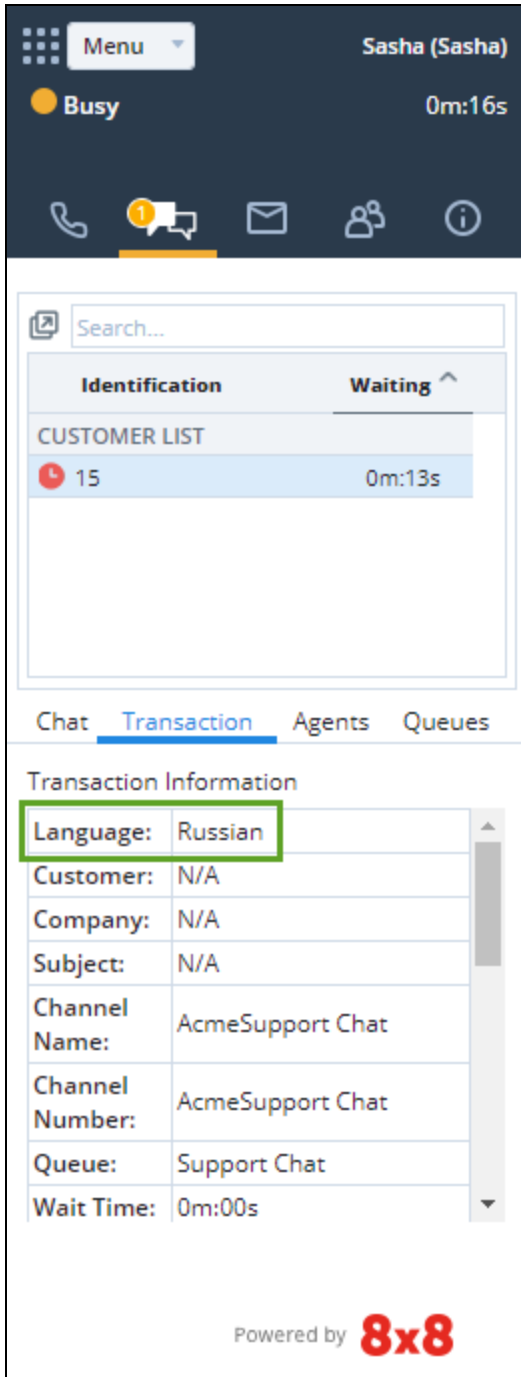 Menu Sasha (Sasha)
Busy 0m:16s
1
Search...
Identification Waiting
CUSTOMER LIST
15 0m:13s
Chat Transaction Agents Queues
Transaction Information
Language: Russian
Customer: N/A
Company: N/A
Subject: N/A
Channel
Name: AcmeSupport Chat
Channel
Number: AcmeSupport Chat
Queue: Support Chat
Wait Time: 0m:00s
Powered by 8x8